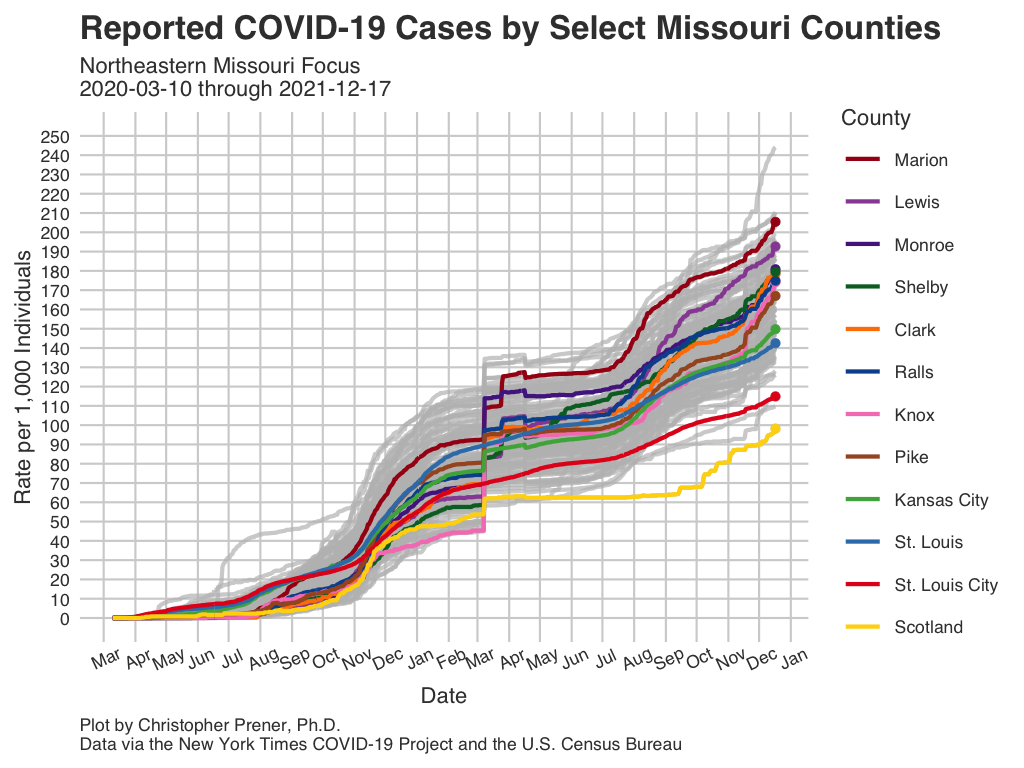 Reported COVID-19 Cases by Select Missouri Counties
Northeastern Missouri Focus
2020-03-10 through 2021-12-17
County
Marion
Lewis
Monroe
Shelby
Clark
Ralls
Knox
Pike
Kansas City
St. Louis
St. Louis City
Scotland
Rate per 1,000 Individuals
250
240
230
220
210
200
190
180
170
160
150
140
130
120
110
100
90
80
70
60
50
40
30
20
10
0
Mar Apr May Jun Jul Aug Sep Oct Nov Dec Jan Feb Mar Apr May Jun Jul Aug Sep Oct Nov Dec Jan
Date
Plot by Christopher Prener, Ph.D.
Data via the New York Times COVID-19 Project and the U.S. Census Bureau